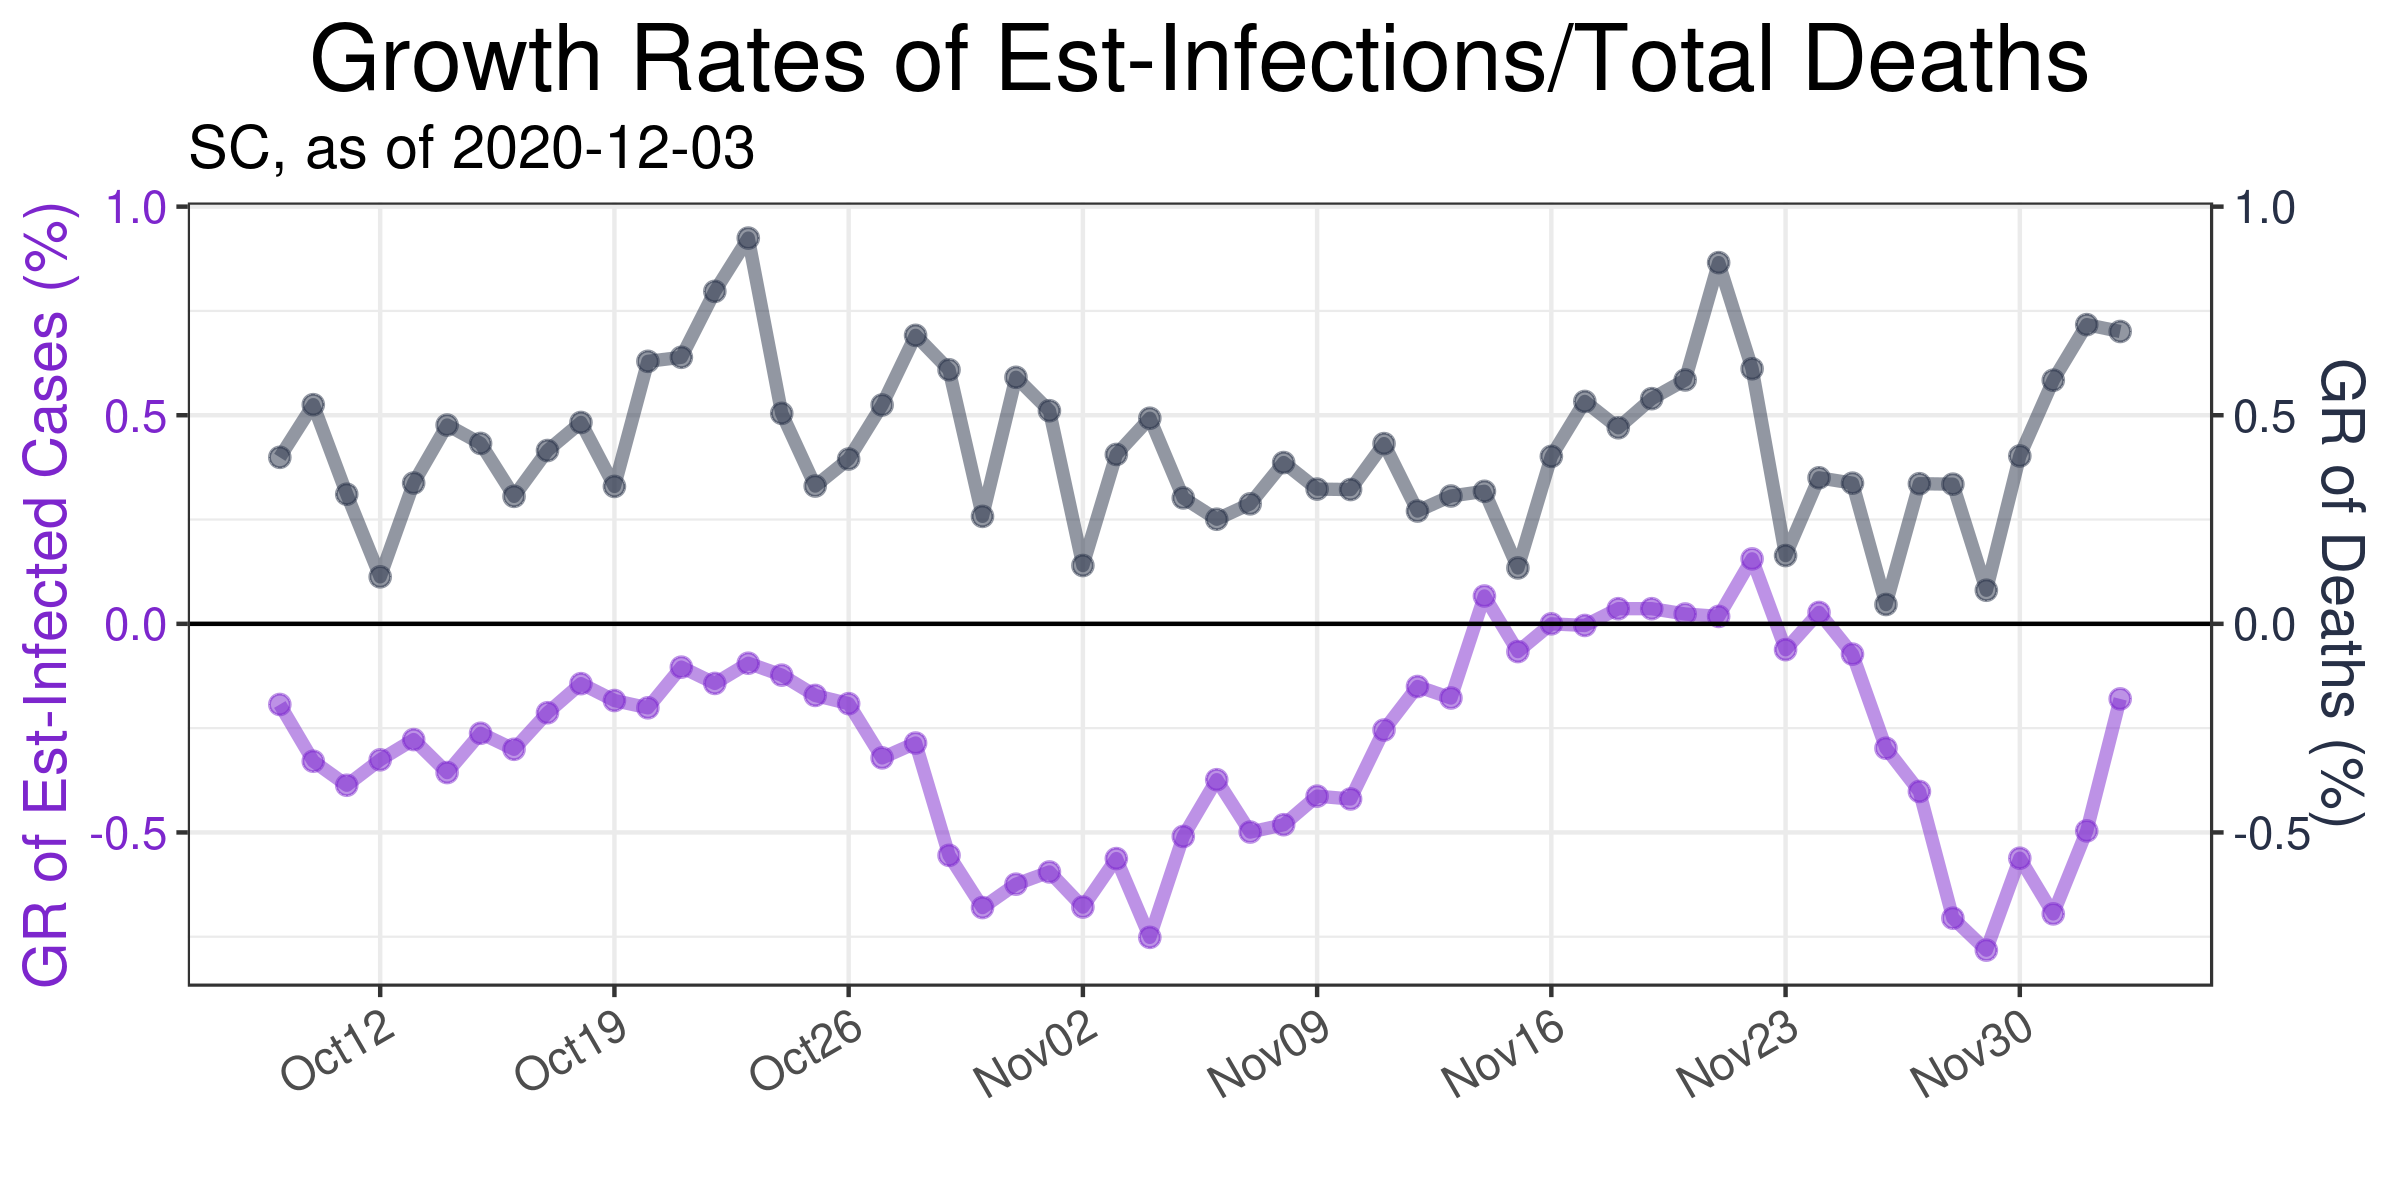 Growth Rates of Est-Infections/Total Deaths
SC, as of 2020-12-03
GR of Est-Infected Cases (%)
1.0
0.5
0.0
-0.5
1.0
0.5
0.0
-0.5
GR of Deaths (%)
Oct12
Oct19
Oct26
Nov02
Nov09
Nov16
Nov23
Nov30